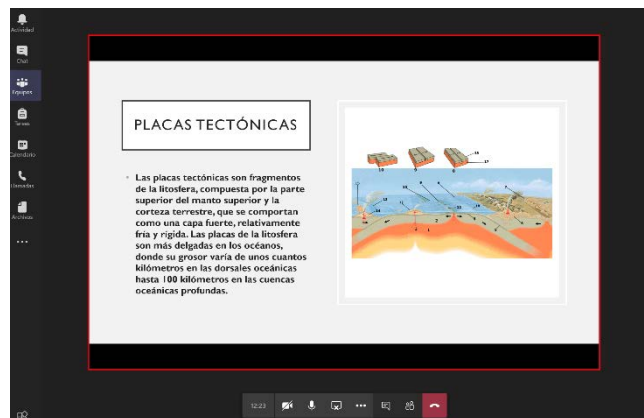 Actividad
Chat
Equipos
Tareas
Calendario
Llamadas
Archivos
PLACAS TECTÓNICAS
Las placas tectónicas son fragmentos
de la litosfera, compuesta por la parte
superior del manto superior y la
corteza terrestre, que se comportan
como una capa fuerte, relativamente
fría y rígida. Las placas de la litosfera
son más delgadas en los océanos,
donde su grosor varía de unos cuantos
kilómetros en las dorsales oceánicas
hasta 100 kilómetros en las cuencas
oceánicas profundas.
12:23